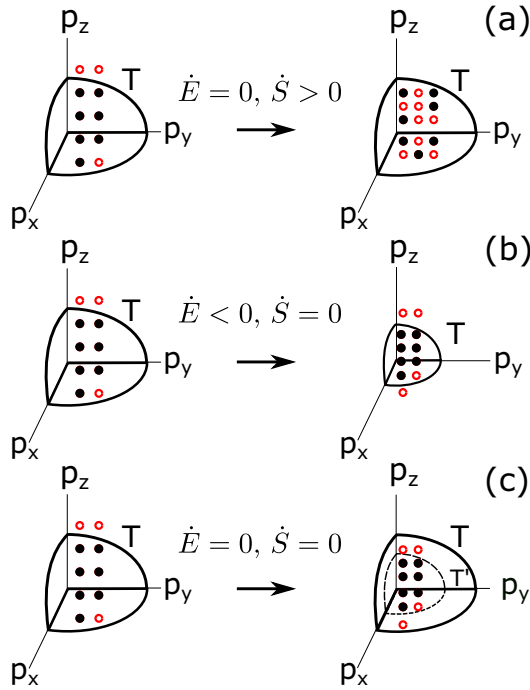 (a)
p_z p_z
T Ė = 0, Ṡ > 0 T
p_y p_y
p_x p_x
(b)
p_z p_z
T Ė < 0, Ṡ = 0 T
p_y p_y
p_x p_x
(c)
p_z p_z
T Ė = 0, Ṡ = 0 T
T'
p_y p_y
p_x p_x